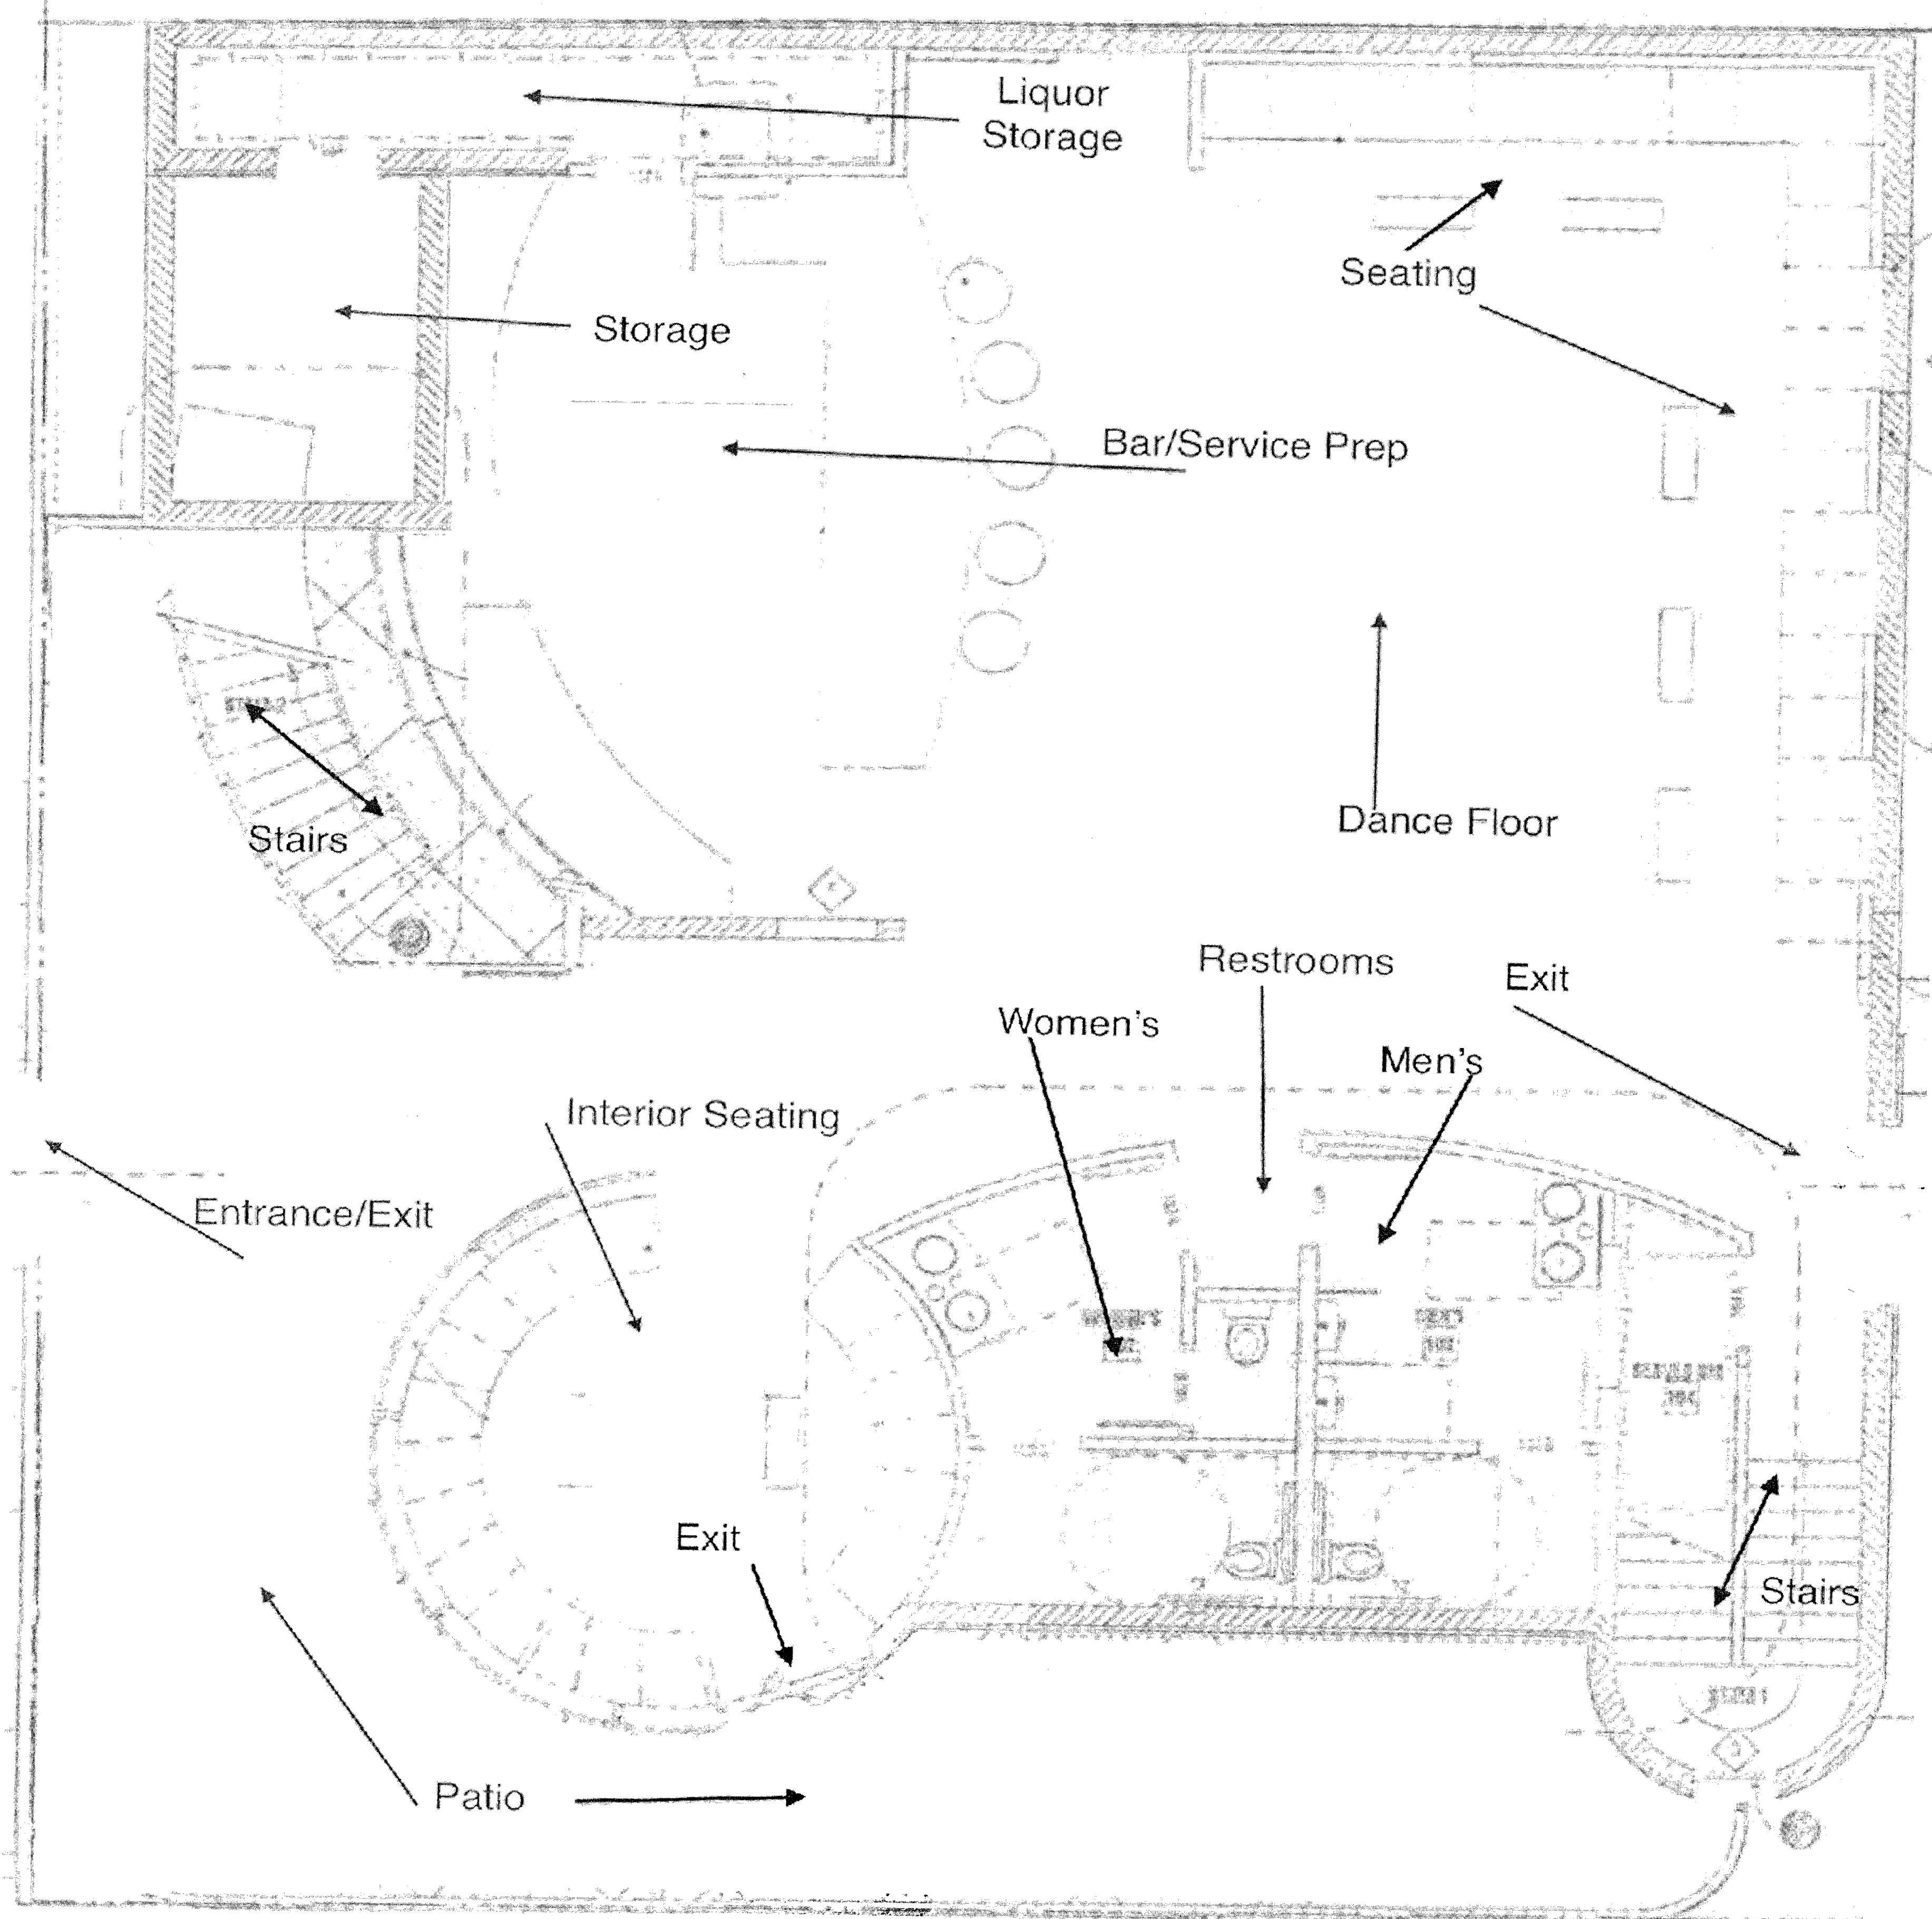 Liquor
Storage
Seating
Storage
Bar/Service Prep
Stairs
Dance Floor
Restrooms
Exit
Women's
Men's
Interior Seating
Entrance/Exit
Exit
Stairs
Patio